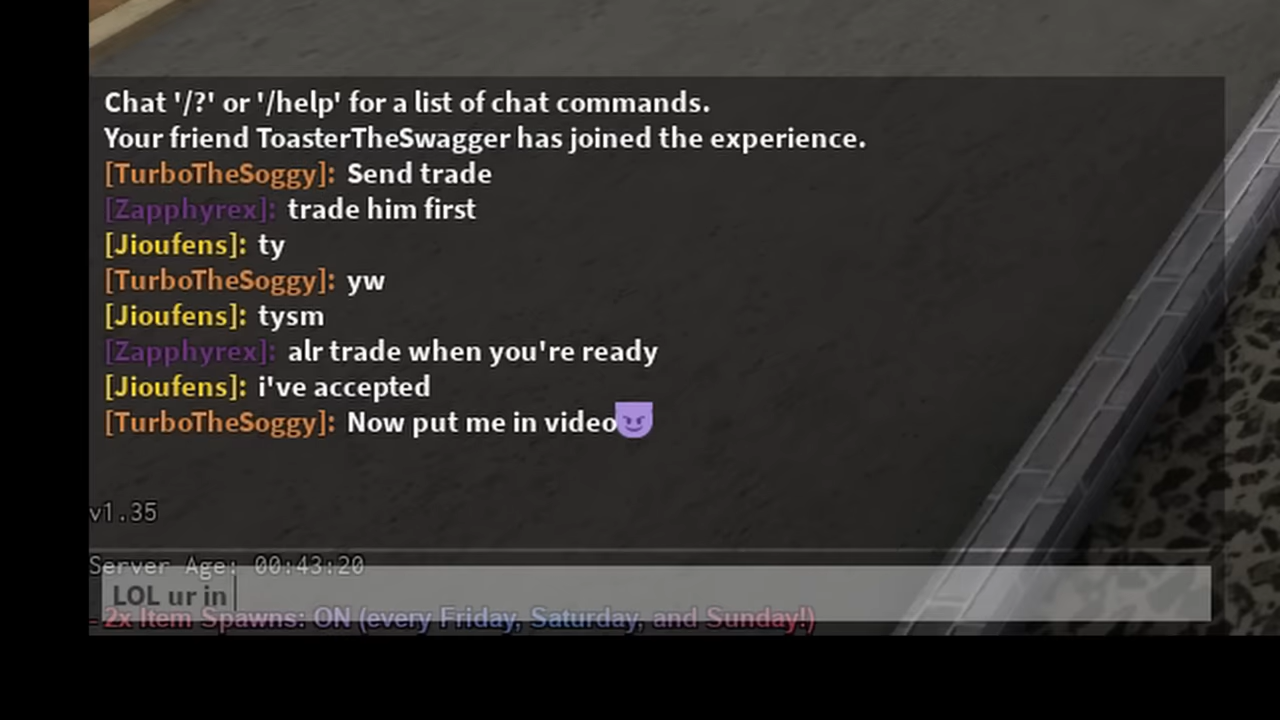 Chat '/?' or '/help' for a list of chat commands.
Your friend ToasterTheSwagger has joined the experience.
[TurboTheSoggy]: Send trade
[Zapphyrex]: trade him first
[Jioufens]: ty
[TurboTheSoggy]: yw
[Jioufens]: tysm
[Zapphyrex]: alr trade when you're ready
[Jioufens]: i've accepted
[TurboTheSoggy]: Now put me in video😈
v1.35
Server Age: 00:43:20
LOL ur in
- 2x Item Spawns: ON (every Friday, Saturday, and Sunday!)